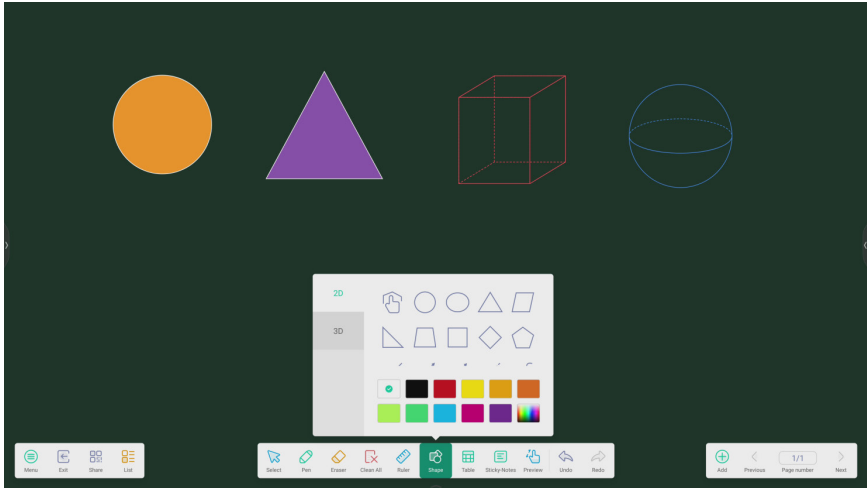 2D
3D
Menu
Exit
Share
List
Select
Pen
Eraser
Clean All
Ruler
Shape
Table
Sticky-Notes
Preview
Undo
Redo
Add
Previous
1/1
Page number
Next